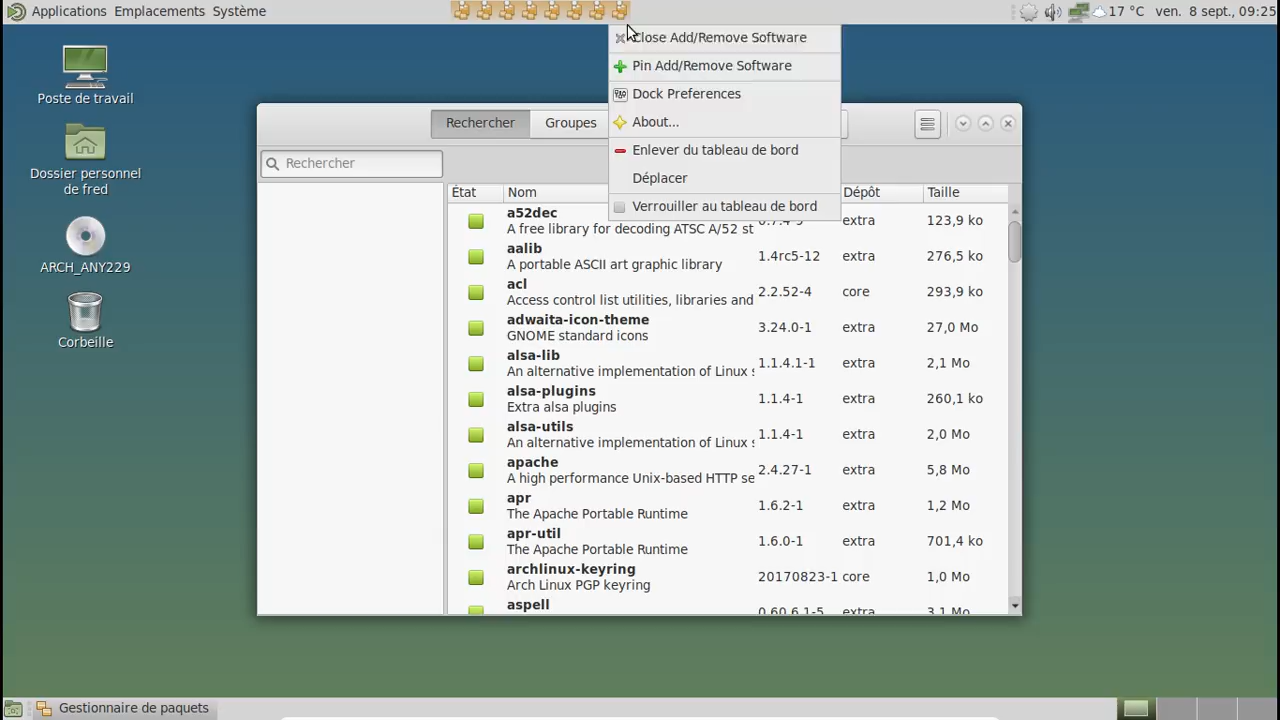 Applications Emplacements Système
17 °C ven. 8 sept., 09:25
Close Add/Remove Software
Pin Add/Remove Software
Dock Preferences
About...
Enlever du tableau de bord
Déplacer
Verrouiller au tableau de bord
Poste de travail
Dossier personnel
de fred
ARCH_ANY229
Corbeille
Rechercher Groupes
Rechercher
État Nom Dépôt Taille
a52dec
A free library for decoding ATSC A/52 st extra 123,9 ko
aalib
A portable ASCII art graphic library 1.4rc5-12 extra 276,5 ko
acl
Access control list utilities, libraries and 2.2.52-4 core 293,9 ko
adwaita-icon-theme
GNOME standard icons 3.24.0-1 extra 27,0 Mo
alsa-lib
An alternative implementation of Linux s 1.1.4.1-1 extra 2,1 Mo
alsa-plugins
Extra alsa plugins 1.1.4-1 extra 260,1 ko
alsa-utils
An alternative implementation of Linux s 1.1.4-1 extra 2,0 Mo
apache
A high performance Unix-based HTTP se 2.4.27-1 extra 5,8 Mo
apr
The Apache Portable Runtime 1.6.2-1 extra 1,2 Mo
apr-util
The Apache Portable Runtime 1.6.0-1 extra 701,4 ko
archlinux-keyring
Arch Linux PGP keyring 20170823-1 core 1,0 Mo
aspell 0.60.6.1-5 extra 3,1 Mo
Gestionnaire de paquets